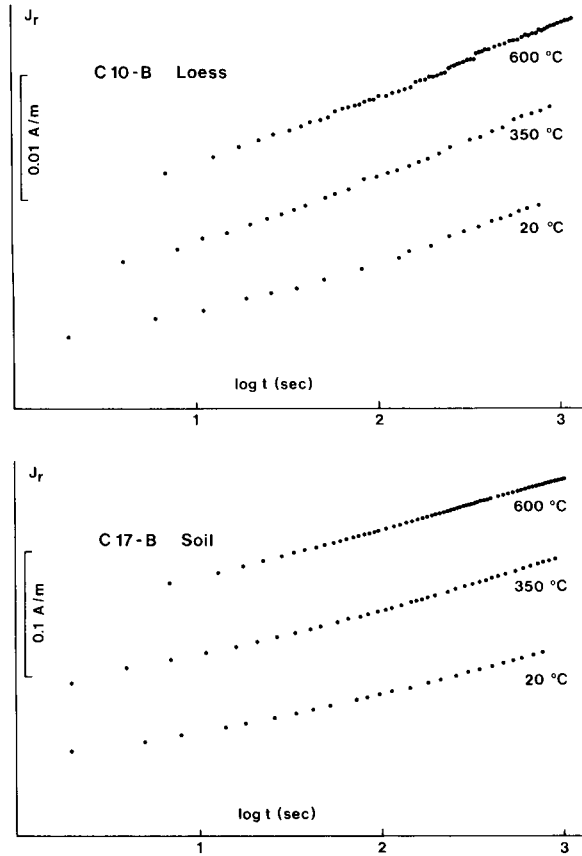 Jr
C 10-B Loess
600 °C
0.01 A/m
350 °C
20 °C
log t (sec)
1
2
3
Jr
C 17-B Soil
600 °C
0.1 A/m
350 °C
20 °C
log t (sec)
1
2
3